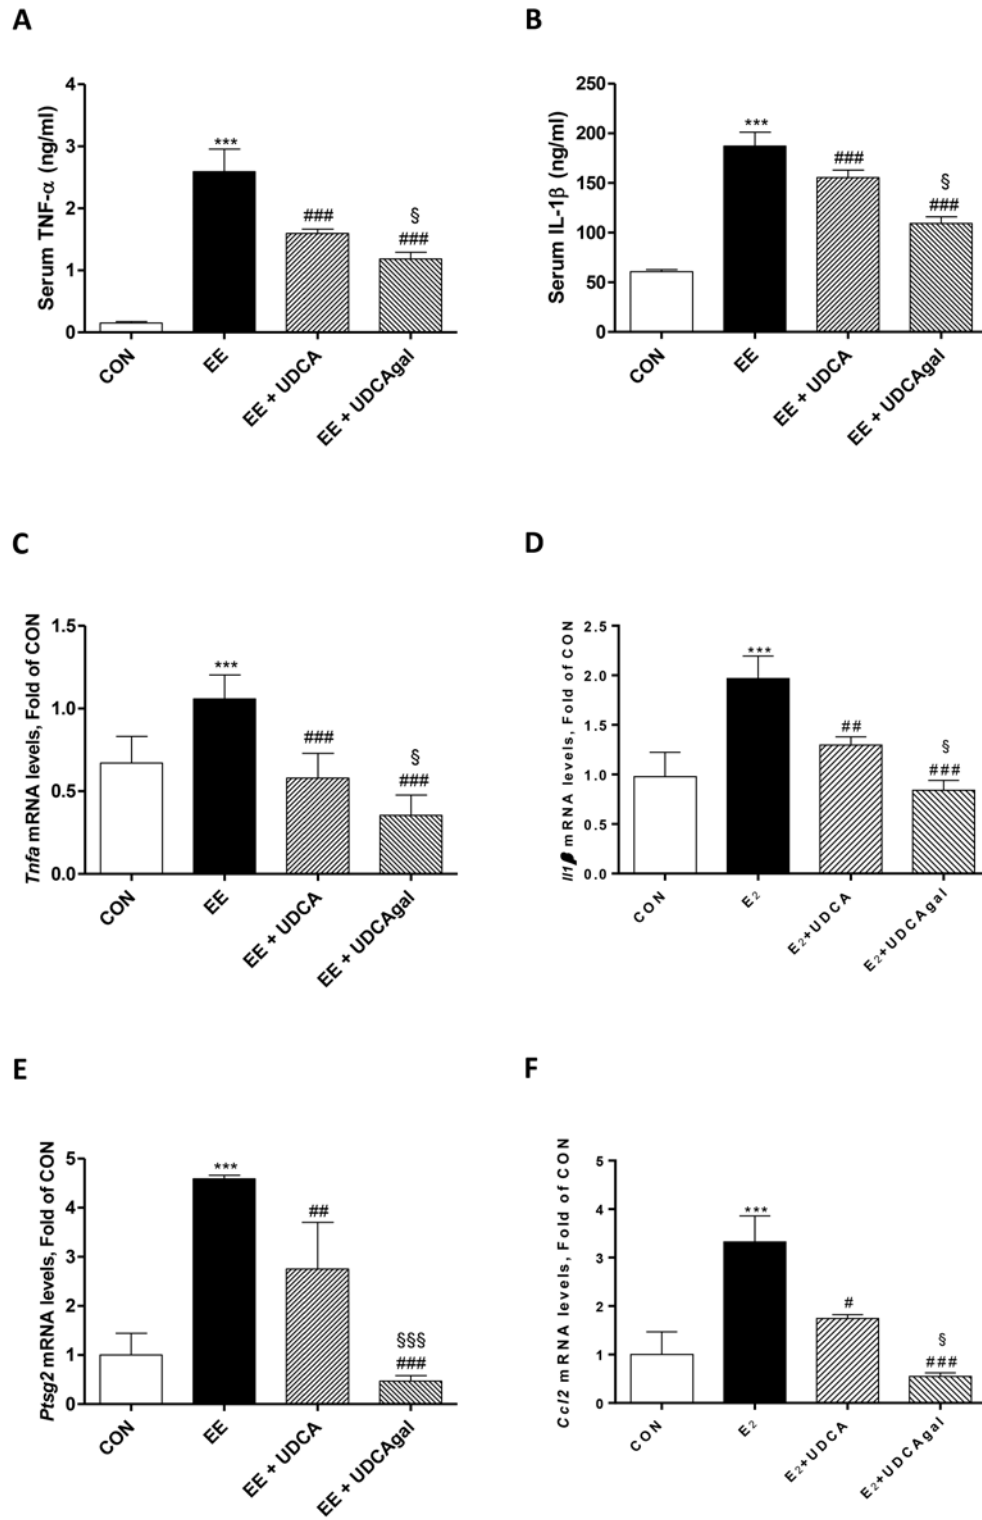 A
Serum TNF-α (ng/ml)
4
3
2
1
0
***
###
§
###
CON
EE
EE + UDCA
EE + UDCAgal
B
Serum IL-1β (ng/ml)
250
200
150
100
50
0
***
###
§
###
CON
EE
EE + UDCA
EE + UDCAgal
C
Tnfa mRNA levels, Fold of CON
1.5
1.0
0.5
0.0
***
###
§
###
CON
EE
EE + UDCA
EE + UDCAgal
D
Il1β mRNA levels, Fold of CON
2.5
2.0
1.5
1.0
0.5
0.0
***
##
§
###
CON
E₂
E₂+UDCA
E₂+UDCAgal
E
Ptsg2 mRNA levels, Fold of CON
5
4
3
2
1
0
***
##
§§§
###
CON
EE
EE + UDCA
EE + UDCAgal
F
Ccl2 mRNA levels, Fold of CON
5
4
3
2
1
0
***
#
§
###
CON
E₂
E₂+UDCA
E₂+UDCAgal